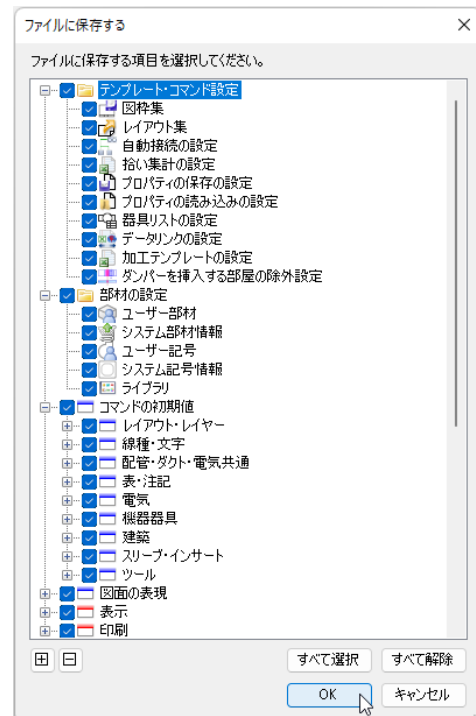 ファイルに保存する
ファイルに保存する項目を選択してください。
テンプレート・コマンド設定
図枠集
レイアウト集
自動接続の設定
拾い集計の設定
プロパティの保存の設定
プロパティの読み込みの設定
器具リストの設定
データリンクの設定
加工テンプレートの設定
ダンパーを挿入する部屋の除外設定
部材の設定
ユーザー部材
システム部材情報
ユーザー記号
システム記号情報
ライブラリ
コマンドの初期値
レイアウト・レイヤー
線種・文字
配管・ダクト・電気共通
表・注記
電気
機器器具
建築
スリーブ・インサート
ツール
図面の表現
表示
印刷
すべて選択 すべて解除
OK キャンセル